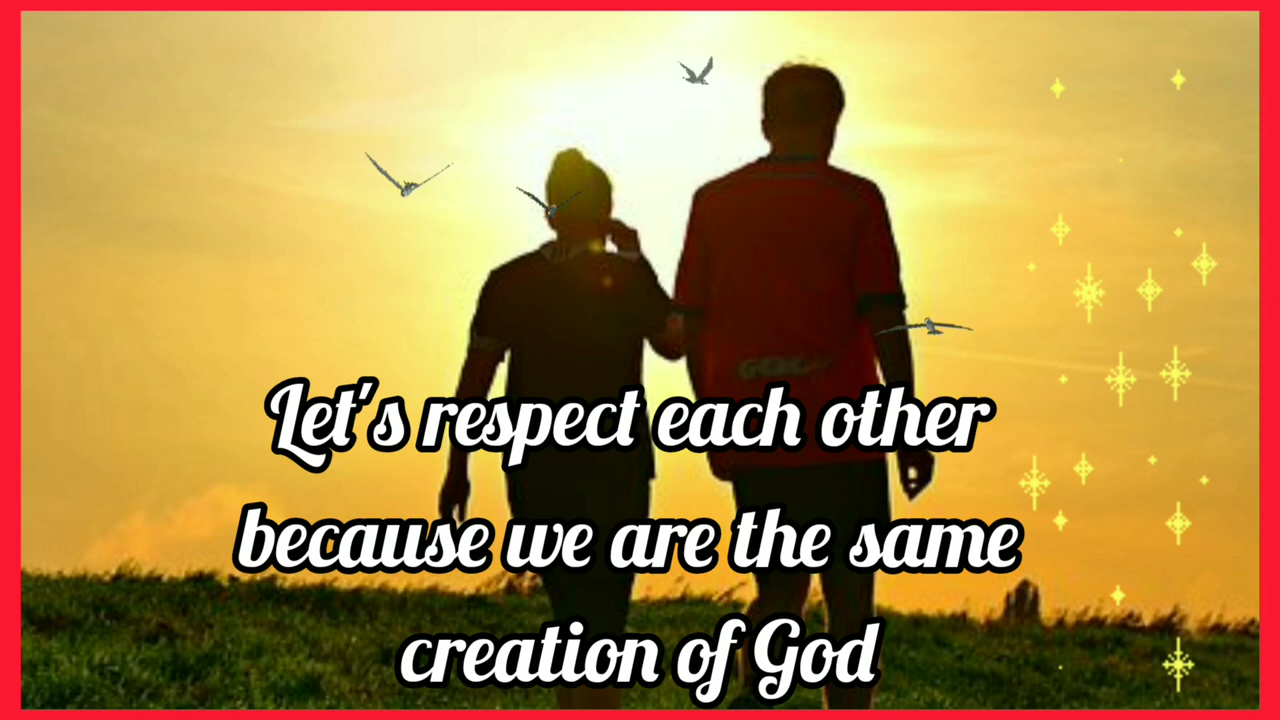 Let's respect each other
because we are the same
creation of God